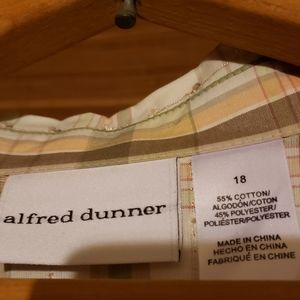 alfred dunner
18
55% COTTON/
ALGODÓN/COTON
45% POLYESTER/
POLIÉSTER/POLYESTER
MADE IN CHINA
HECHO EN CHINA
FABRIQUÉ EN CHINE